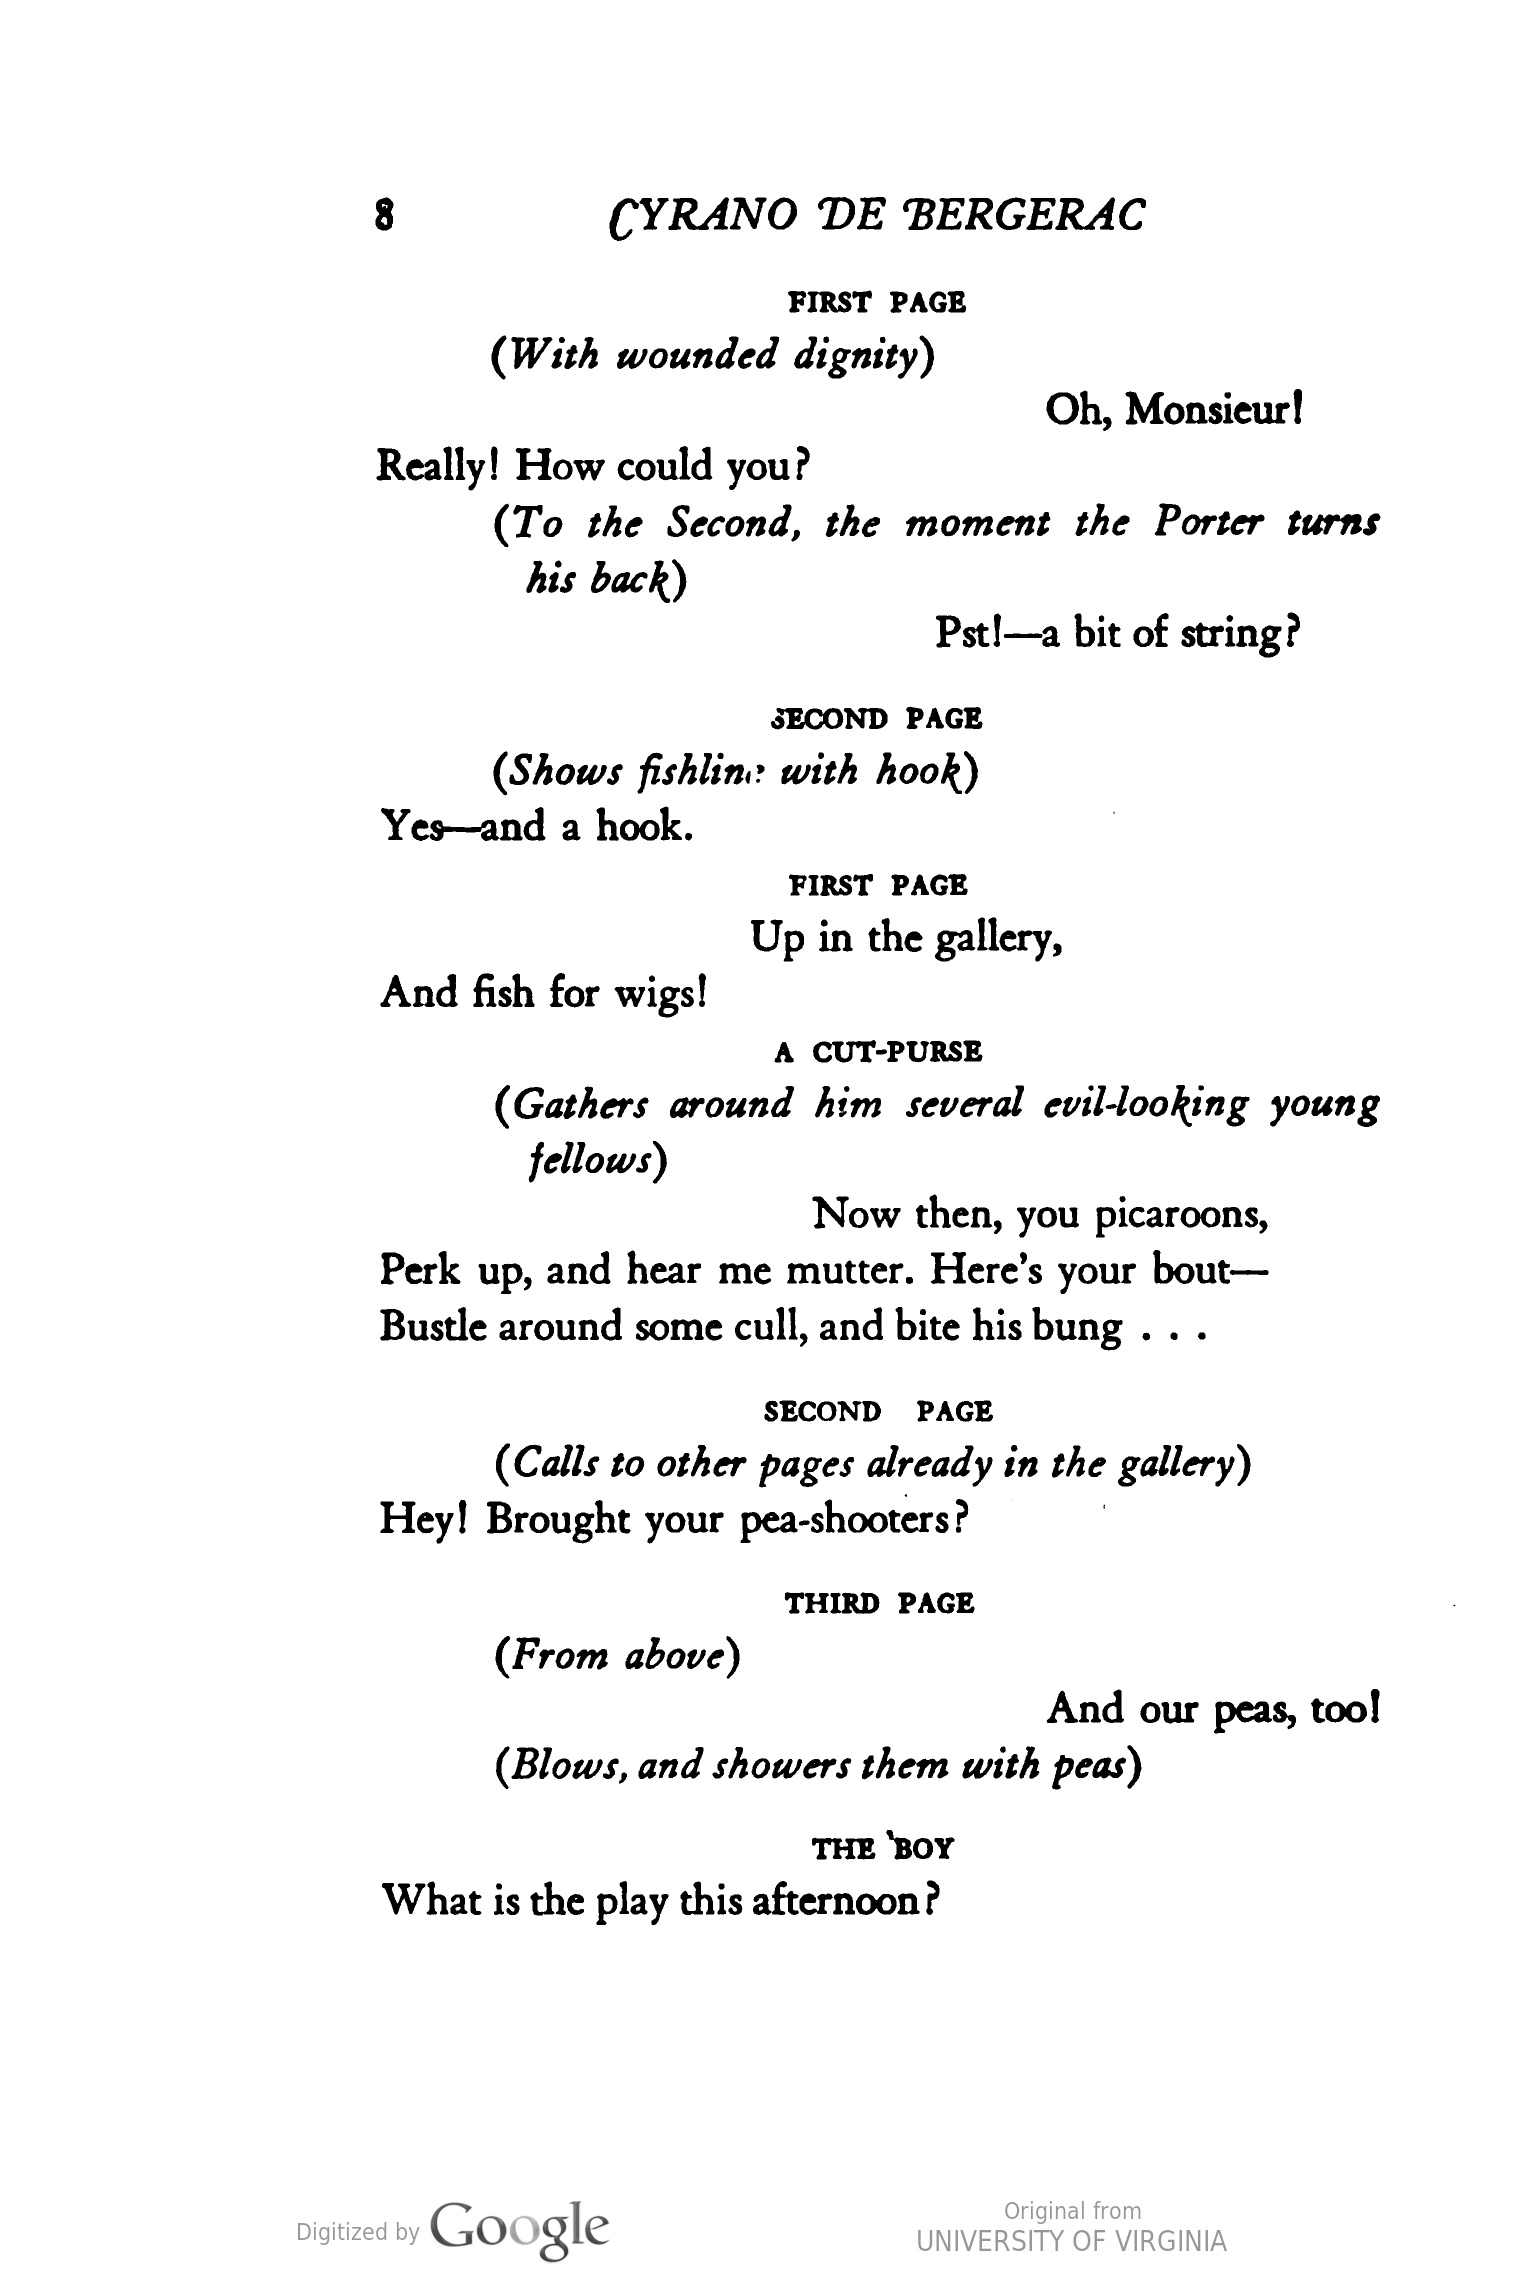 8 CYRANO DE BERGERAC
FIRST PAGE
(With wounded dignity)
Oh, Monsieur!
Really! How could you?
(To the Second, the moment the Porter turns
his back)
Pst!—a bit of string?
SECOND PAGE
(Shows fishline with hook)
Yes—and a hook.
FIRST PAGE
Up in the gallery,
And fish for wigs!
A CUT-PURSE
(Gathers around him several evil-looking young
fellows)
Now then, you picaroons,
Perk up, and hear me mutter. Here's your bout—
Bustle around some cull, and bite his bung . . .
SECOND PAGE
(Calls to other pages already in the gallery)
Hey! Brought your pea-shooters?
THIRD PAGE
(From above)
And our peas, too!
(Blows, and showers them with peas)
THE BOY
What is the play this afternoon?
Digitized by Google
Original from
UNIVERSITY OF VIRGINIA